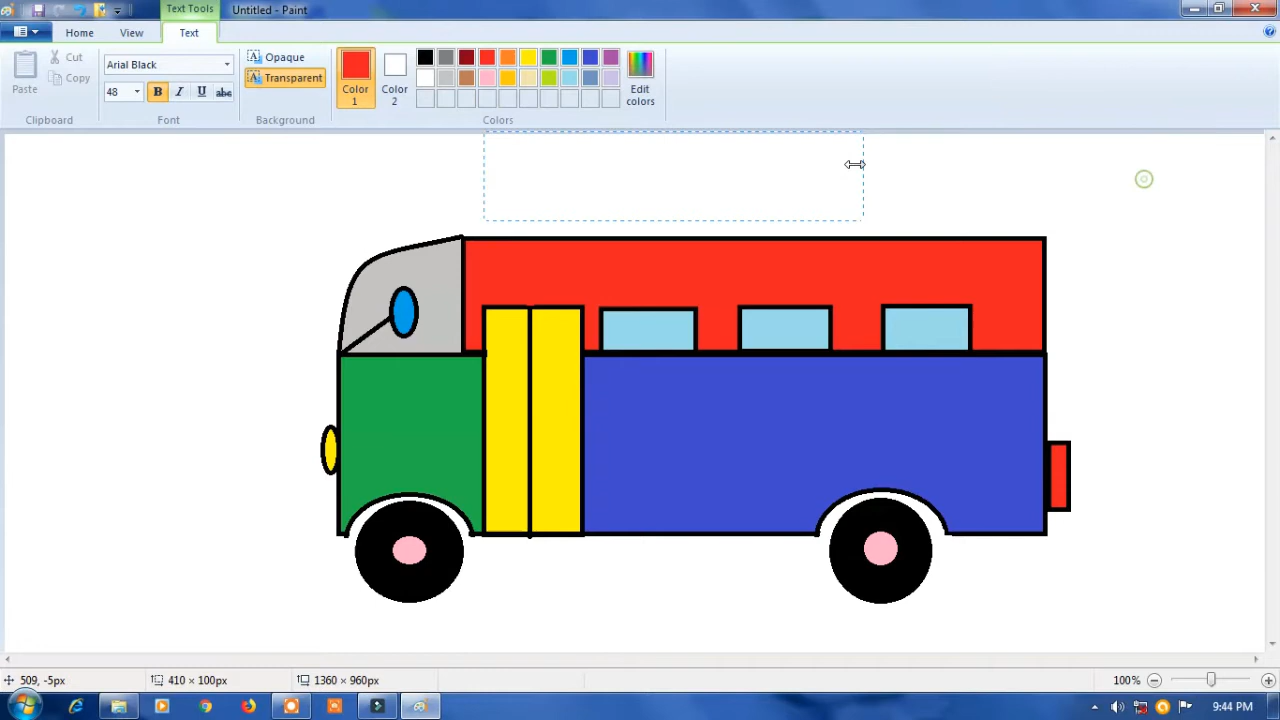 Text Tools
Untitled - Paint
Home
View
Text
Paste
Cut
Copy
Clipboard
Arial Black
48
B
I
U
abc
Font
Opaque
Transparent
Background
Color 1
Color 2
Edit colors
Colors
509, -5px
410 × 100px
1360 × 960px
100%
9:44 PM